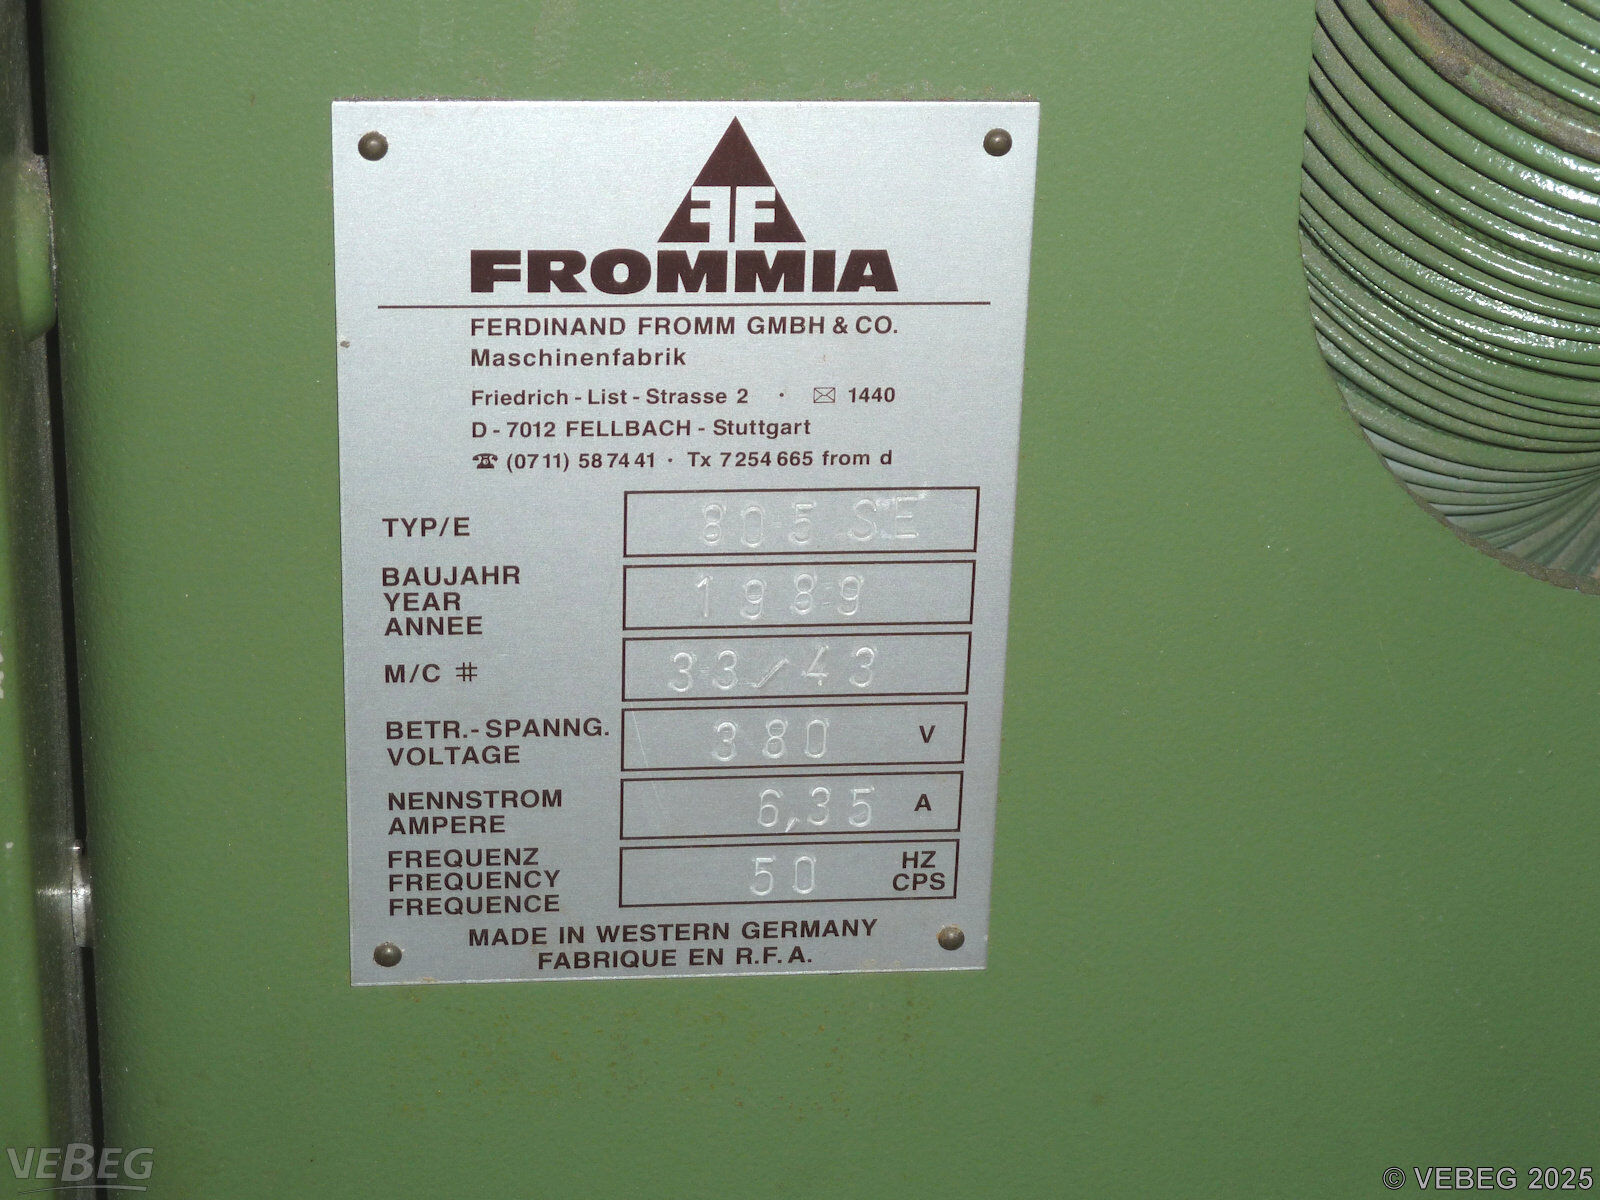 FF
FROMMIA
FERDINAND FROMM GMBH & CO.
Maschinenfabrik
Friedrich - List - Strasse 2 · ✉ 1440
D - 7012 FELLBACH - Stuttgart
☎ (0711) 58 74 41 · Tx 7 254 665 from d
TYP/E 805 SE
BAUJAHR
YEAR 1989
ANNEE
M/C # 33/43
BETR.- SPANNG. 380 V
VOLTAGE
NENNSTROM 6,35 A
AMPERE
FREQUENZ HZ
FREQUENCY 50 CPS
FREQUENCE
MADE IN WESTERN GERMANY
FABRIQUE EN R.F.A.
VEBEG
© VEBEG 2025